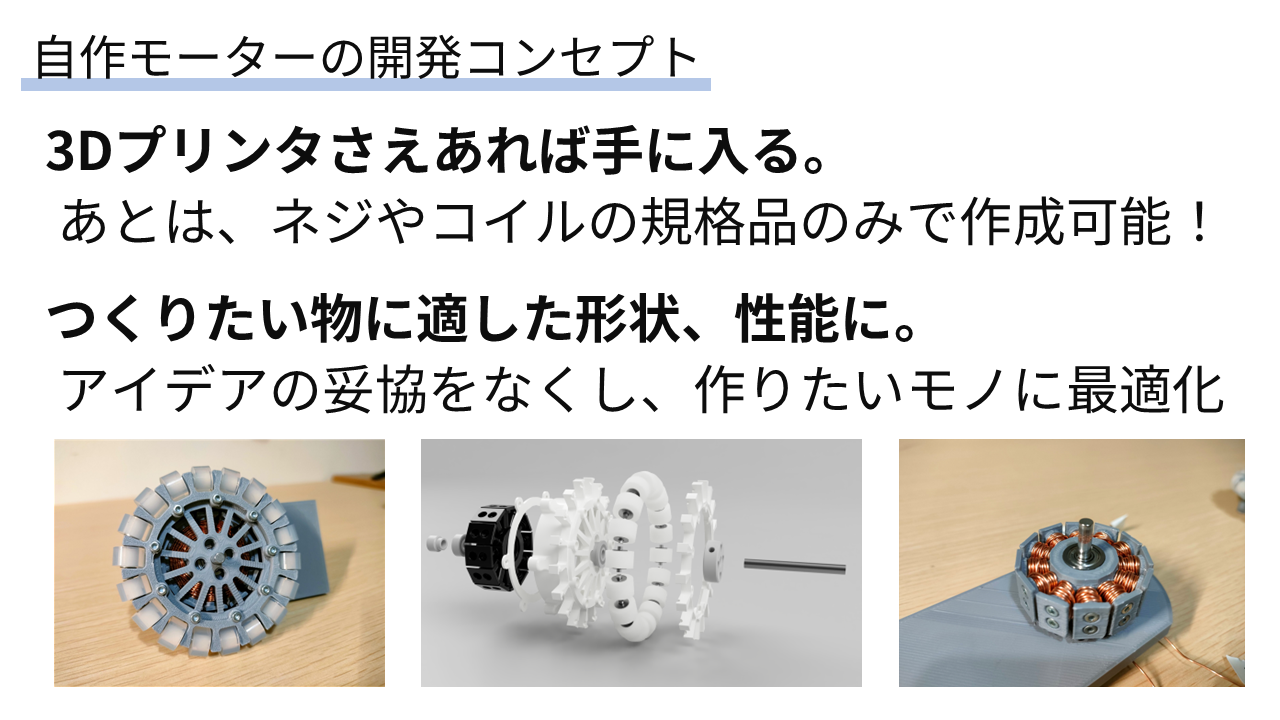 自作モーターの開発コンセプト
3Dプリンタさえあれば手に入る。
あとは、ネジやコイルの規格品のみで作成可能！
つくりたい物に適した形状、性能に。
アイデアの妥協をなくし、作りたいモノに最適化